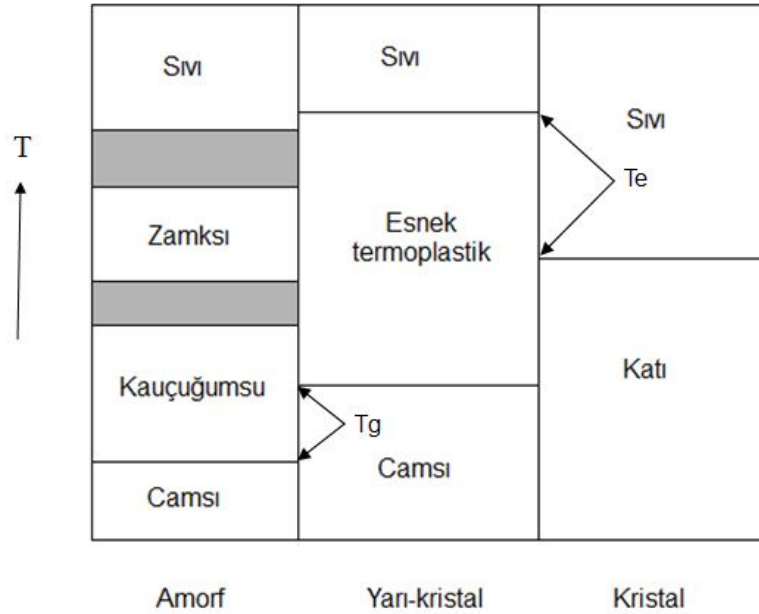 Sıvı
Sıvı
Sıvı
T
Te
Zamksı
Esnek
termoplastik
Kauçuğumsu
Katı
Tg
Camsı
Camsı
Amorf
Yarı-kristal
Kristal